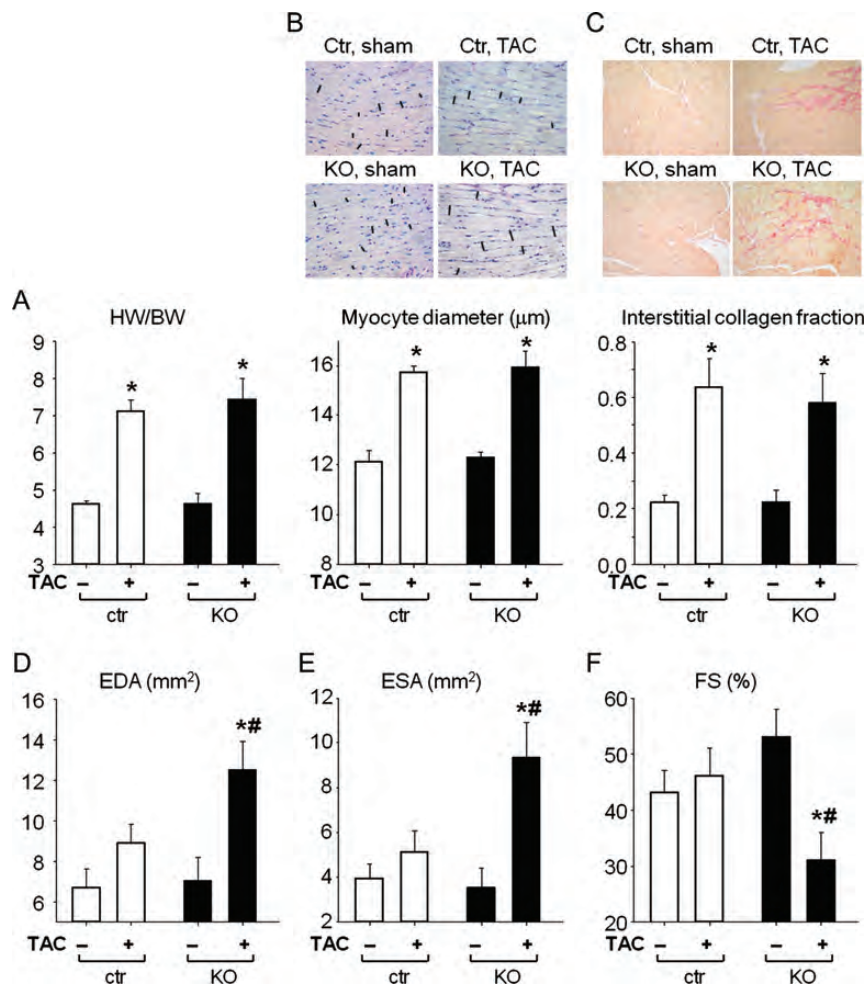 B
Ctr, sham
Ctr, TAC
C
Ctr, sham
Ctr, TAC
KO, sham
KO, TAC
KO, sham
KO, TAC
A
HW/BW
9
8
7
6
5
4
3
*
*
TAC – + – +
ctr KO
Myocyte diameter (μm)
16
14
12
10
8
*
*
– + – +
ctr KO
Interstitial collagen fraction
0.8
0.6
0.4
0.2
0.0
*
*
TAC – + – +
ctr KO
D
EDA (mm²)
16
14
12
10
8
6
*#
TAC – + – +
ctr KO
E
ESA (mm²)
12
10
8
6
4
2
*#
TAC – + – +
ctr KO
F
FS (%)
60
50
40
30
20
*#
TAC – + – +
ctr KO